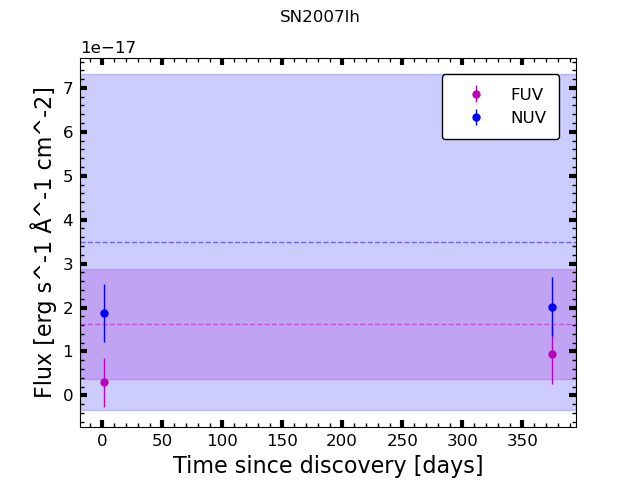 SN2007lh
1e−17
Flux [erg s^-1 Å^-1 cm^-2]
7
6
5
4
3
2
1
0
FUV
NUV
0 50 100 150 200 250 300 350
Time since discovery [days]